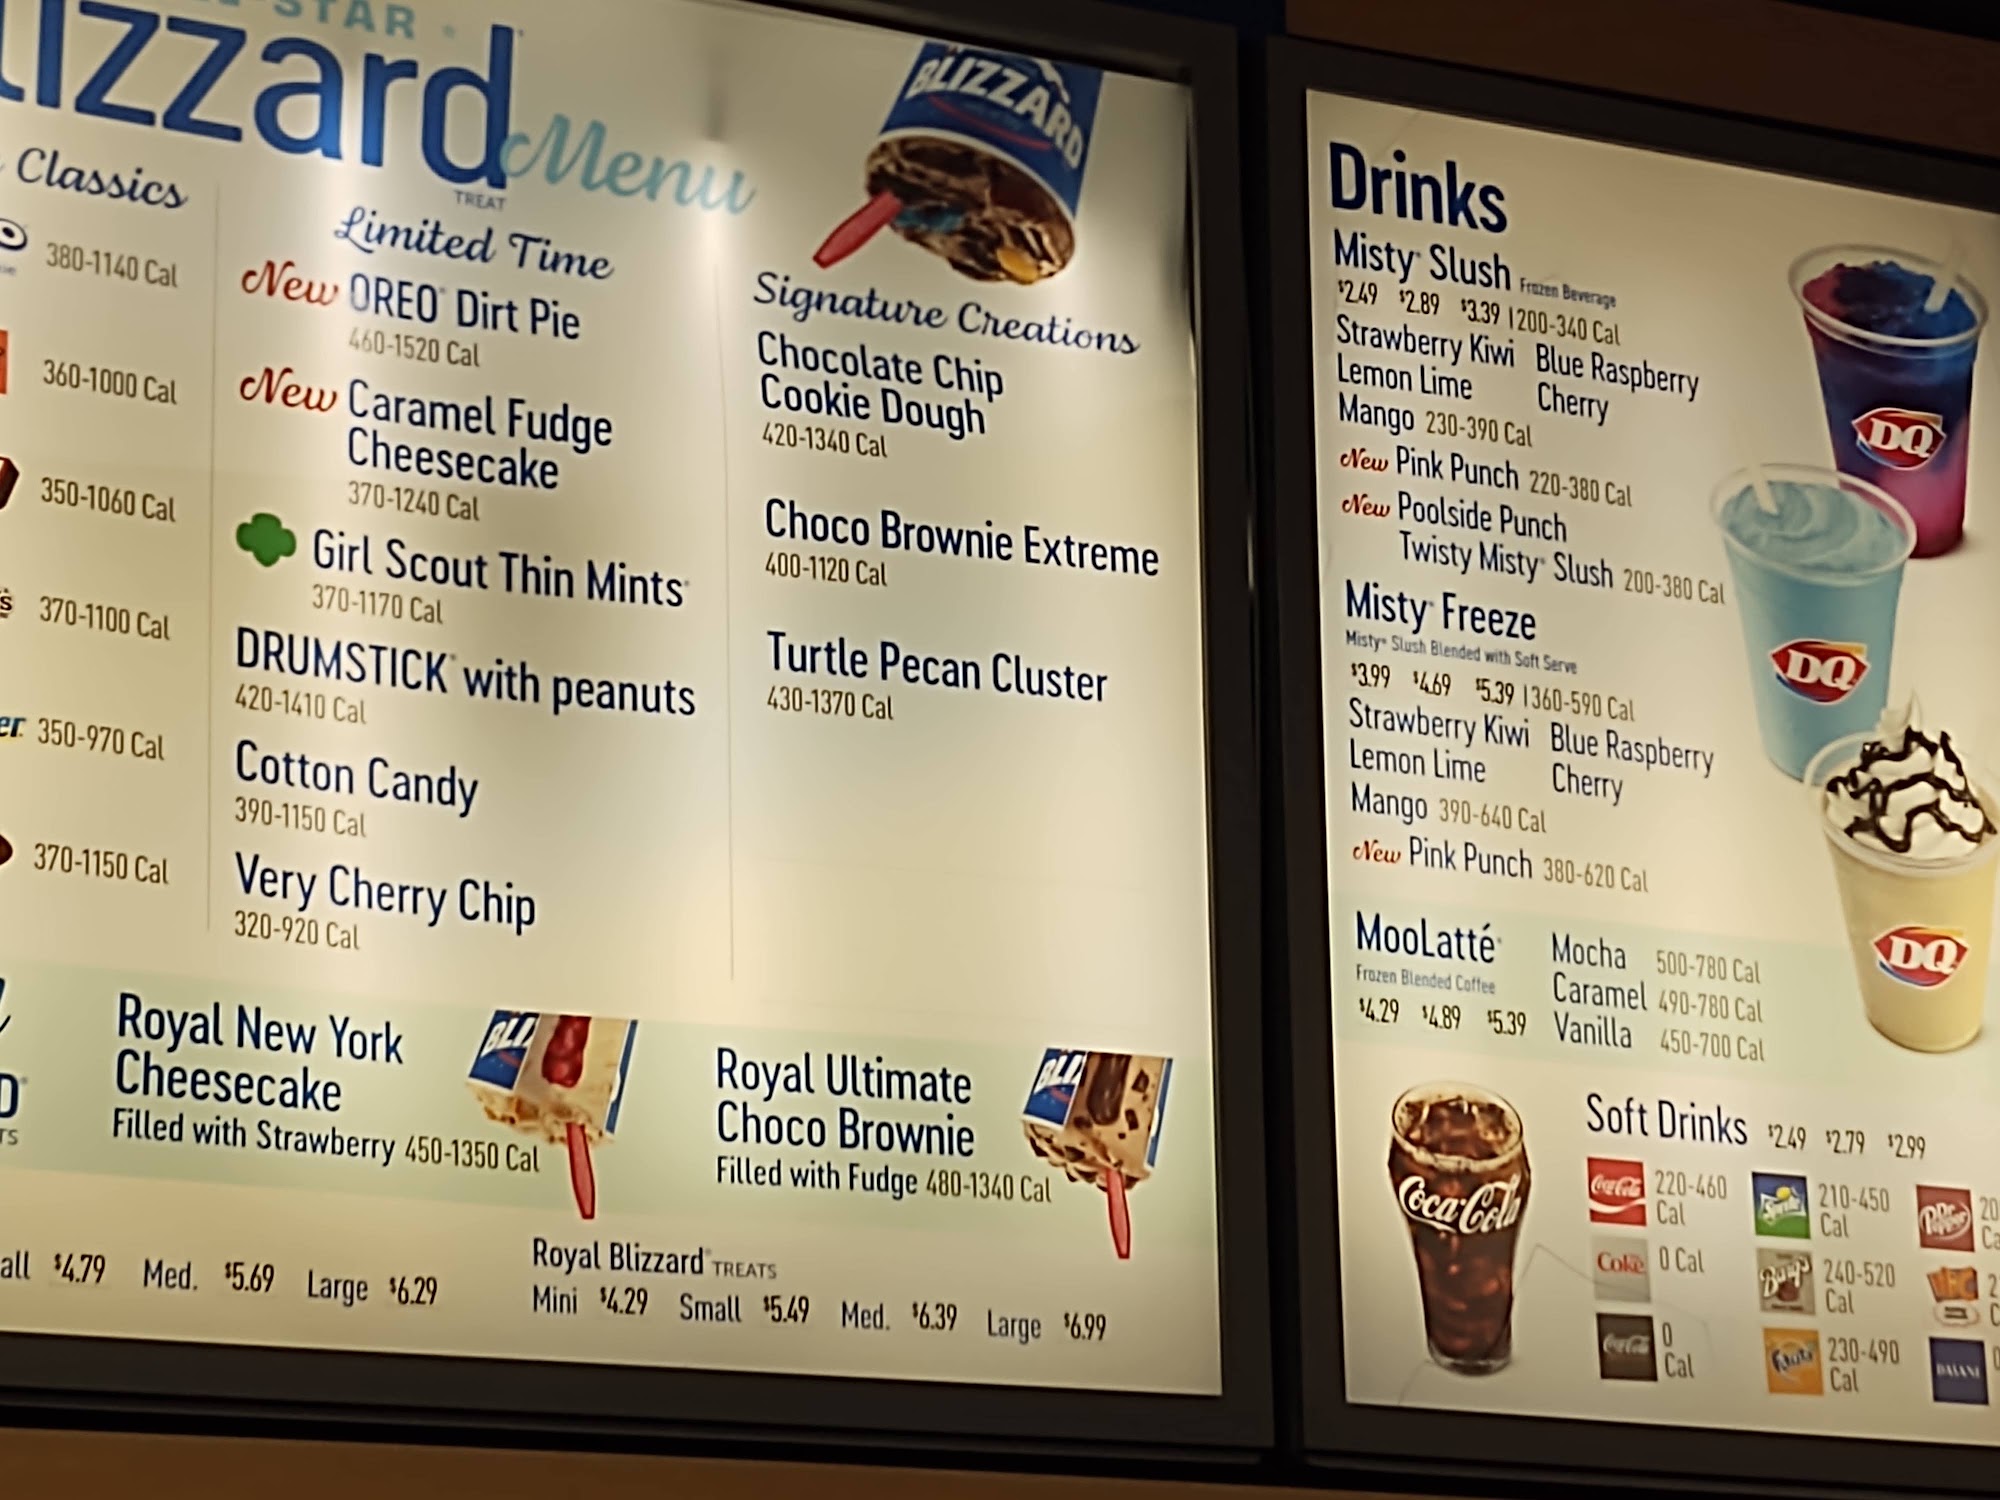 STAR
lizzard Menu
TREAT
Classics
380-1140 Cal
360-1000 Cal
350-1060 Cal
370-1100 Cal
350-970 Cal
370-1150 Cal
Limited Time
New OREO® Dirt Pie
460-1520 Cal
New Caramel Fudge
Cheesecake
370-1240 Cal
Girl Scout Thin Mints®
370-1170 Cal
DRUMSTICK® with peanuts
420-1410 Cal
Cotton Candy
390-1150 Cal
Very Cherry Chip
320-920 Cal
BLIZZARD
Signature Creations
Chocolate Chip
Cookie Dough
420-1340 Cal
Choco Brownie Extreme
400-1120 Cal
Turtle Pecan Cluster
430-1370 Cal
Royal New York
Cheesecake
Filled with Strawberry 450-1350 Cal
Royal Ultimate
Choco Brownie
Filled with Fudge 480-1340 Cal
all $4.79 Med. $5.69 Large $6.29
Royal Blizzard® TREATS
Mini $4.29 Small $5.49 Med. $6.39 Large $6.99
Drinks
Misty® Slush Frozen Beverage
$2.49 $2.89 $3.39 | 200-340 Cal
Strawberry Kiwi Blue Raspberry
Lemon Lime Cherry
Mango 230-390 Cal
New Pink Punch 220-380 Cal
New Poolside Punch
Twisty Misty® Slush 200-380 Cal
Misty® Freeze
Misty® Slush Blended with Soft Serve
$3.99 $4.69 $5.39 | 360-590 Cal
Strawberry Kiwi Blue Raspberry
Lemon Lime Cherry
Mango 390-640 Cal
New Pink Punch 380-620 Cal
DQ
DQ
DQ
MooLatté®
Frozen Blended Coffee
$4.29 $4.89 $5.39
Mocha 500-780 Cal
Caramel 490-780 Cal
Vanilla 450-700 Cal
Coca-Cola
Soft Drinks $2.49 $2.79 $2.99
Coca-Cola 220-460 Cal
Sprite 210-450 Cal
Dr Pepper
Coke 0 Cal
Barq's 240-520 Cal
Coca-Cola 0 Cal
Fanta 230-490 Cal
DASANI